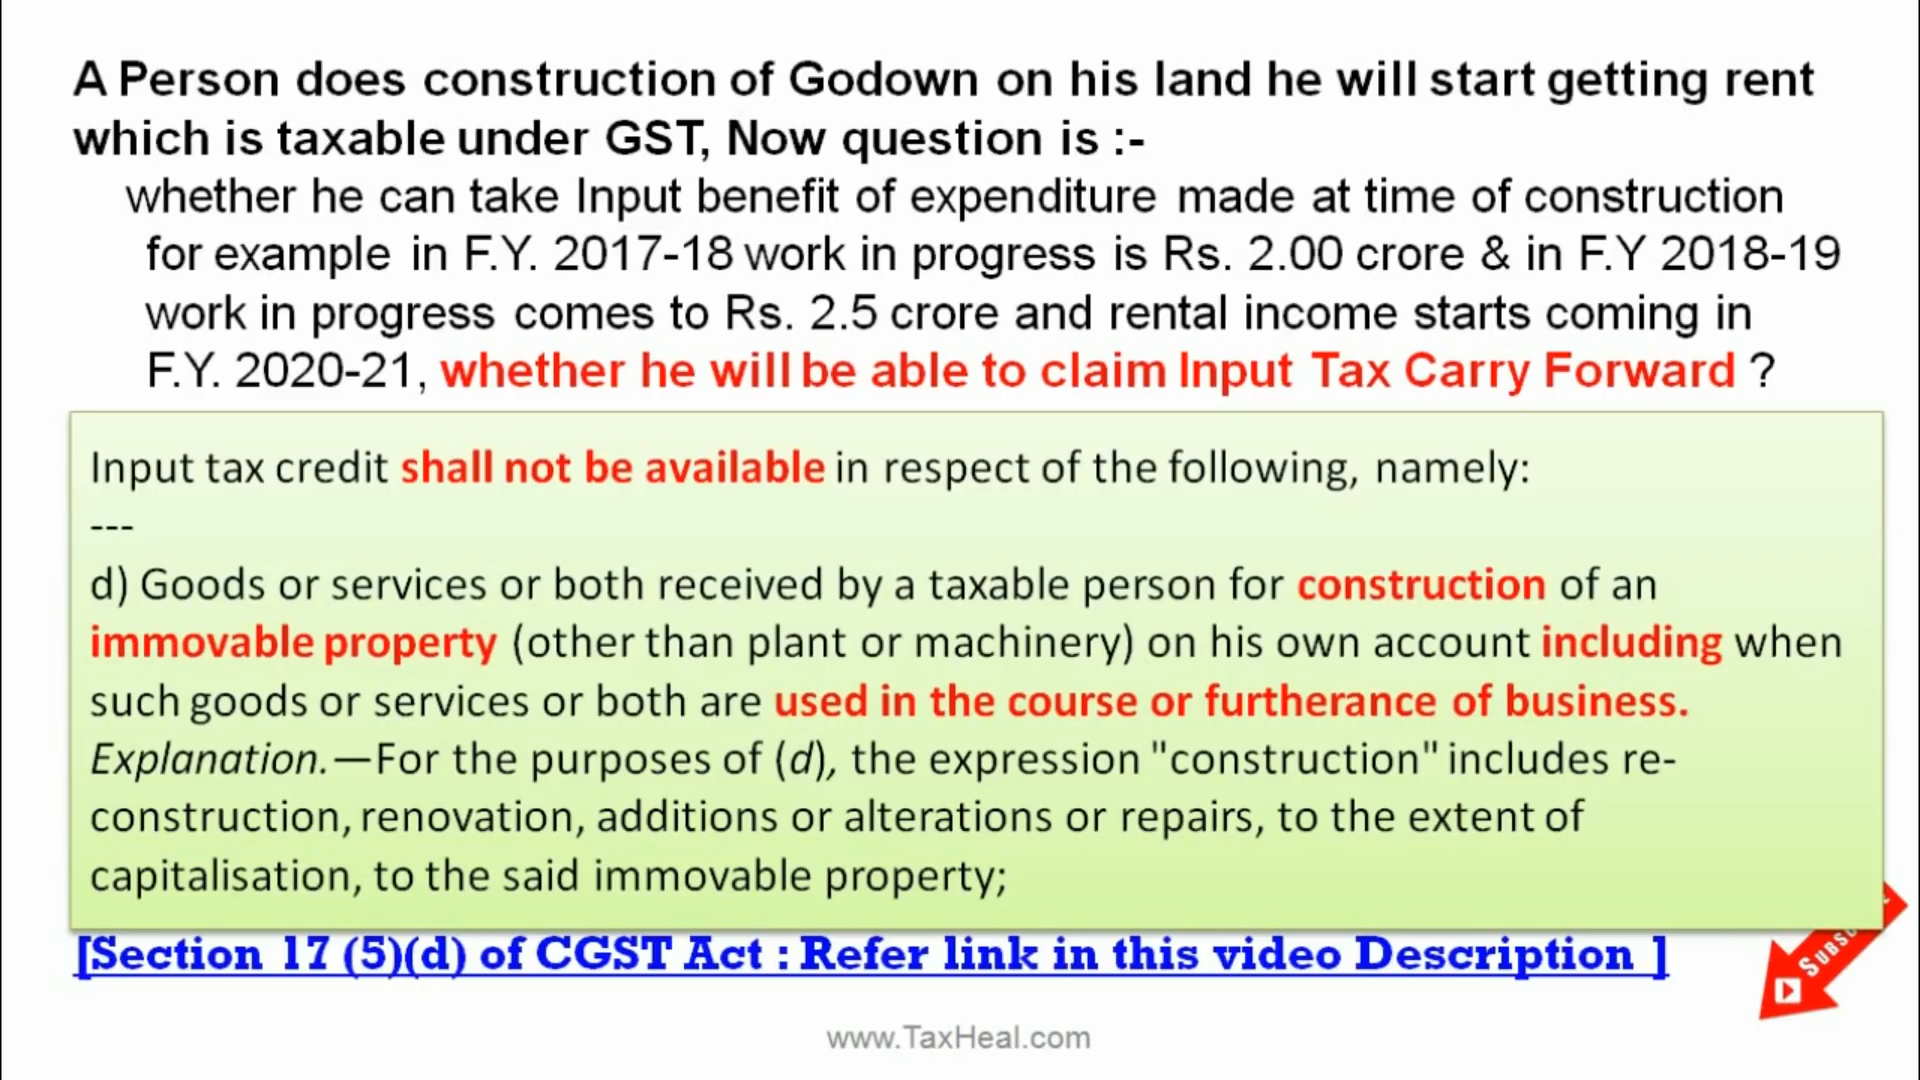 A Person does construction of Godown on his land he will start getting rent
which is taxable under GST, Now question is :-
whether he can take Input benefit of expenditure made at time of construction
for example in F.Y. 2017-18 work in progress is Rs. 2.00 crore & in F.Y 2018-19
work in progress comes to Rs. 2.5 crore and rental income starts coming in
F.Y. 2020-21, whether he will be able to claim Input Tax Carry Forward ?
Input tax credit shall not be available in respect of the following, namely:
---
d) Goods or services or both received by a taxable person for construction of an
immovable property (other than plant or machinery) on his own account including when
such goods or services or both are used in the course or furtherance of business.
Explanation.—For the purposes of (d), the expression "construction" includes re-
construction, renovation, additions or alterations or repairs, to the extent of
capitalisation, to the said immovable property;
[Section 17 (5)(d) of CGST Act : Refer link in this video Description ]
www.TaxHeal.com